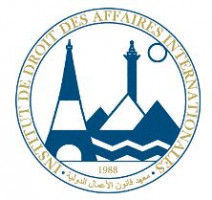 INSTITUT DE DROIT DES AFFAIRES INTERNATIONALES
1988
معهد قانون الأعمال الدولية